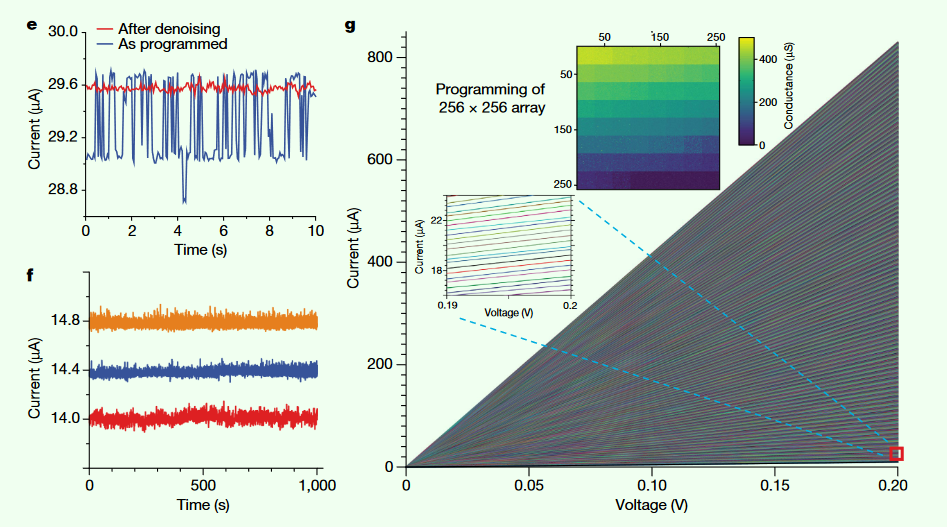 e
30.0
29.6
29.2
28.8
Current (µA)
After denoising
As programmed
0 2 4 6 8 10
Time (s)
f
14.8
14.4
14.0
Current (µA)
0 500 1,000
Time (s)
g
800
600
400
200
0
Current (µA)
0 0.05 0.10 0.15 0.20
Voltage (V)
Programming of
256 × 256 array
50 150 250
50
150
250
400
200
0
Conductance (µS)
22
18
Current (µA)
0.19 0.2
Voltage (V)